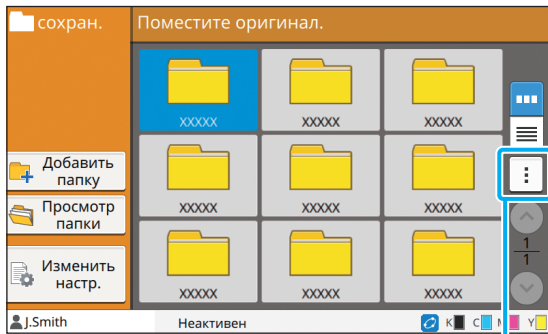 сохран.
Поместите оригинал.
xxxxx xxxxx xxxxx
Добавить
папку
xxxxx xxxxx xxxxx
Просмотр
папки
1
1
Изменить
настр.
xxxxx xxxxx xxxxx
J.Smith
Неактивен
K C M Y